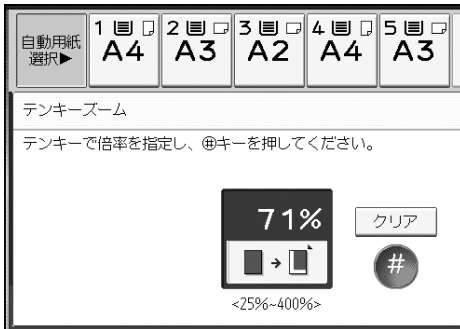 自動用紙
選択▶
1 A4
2 A3
3 A2
4 A4
5 A3
テンキーズーム
テンキーで倍率を指定し、⊕キーを押してください。
71%
クリア
#
<25%~400%>